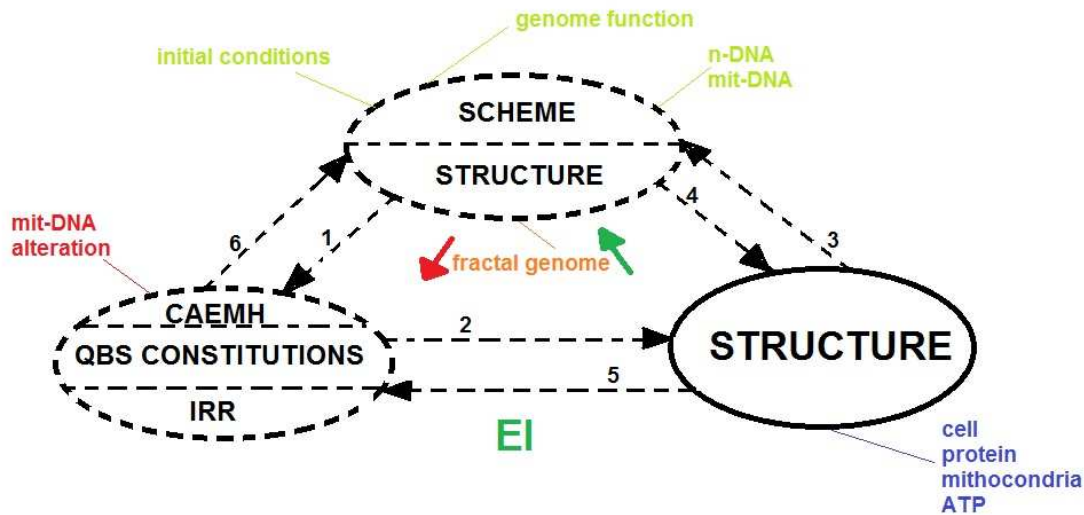 genome function
initial conditions
n-DNA
mit-DNA
SCHEME
STRUCTURE
4
3
mit-DNA
alteration
6
1
fractal genome
CAEMH
QBS CONSTITUTIONS
IRR
2
5
STRUCTURE
EI
cell
protein
mithocondria
ATP